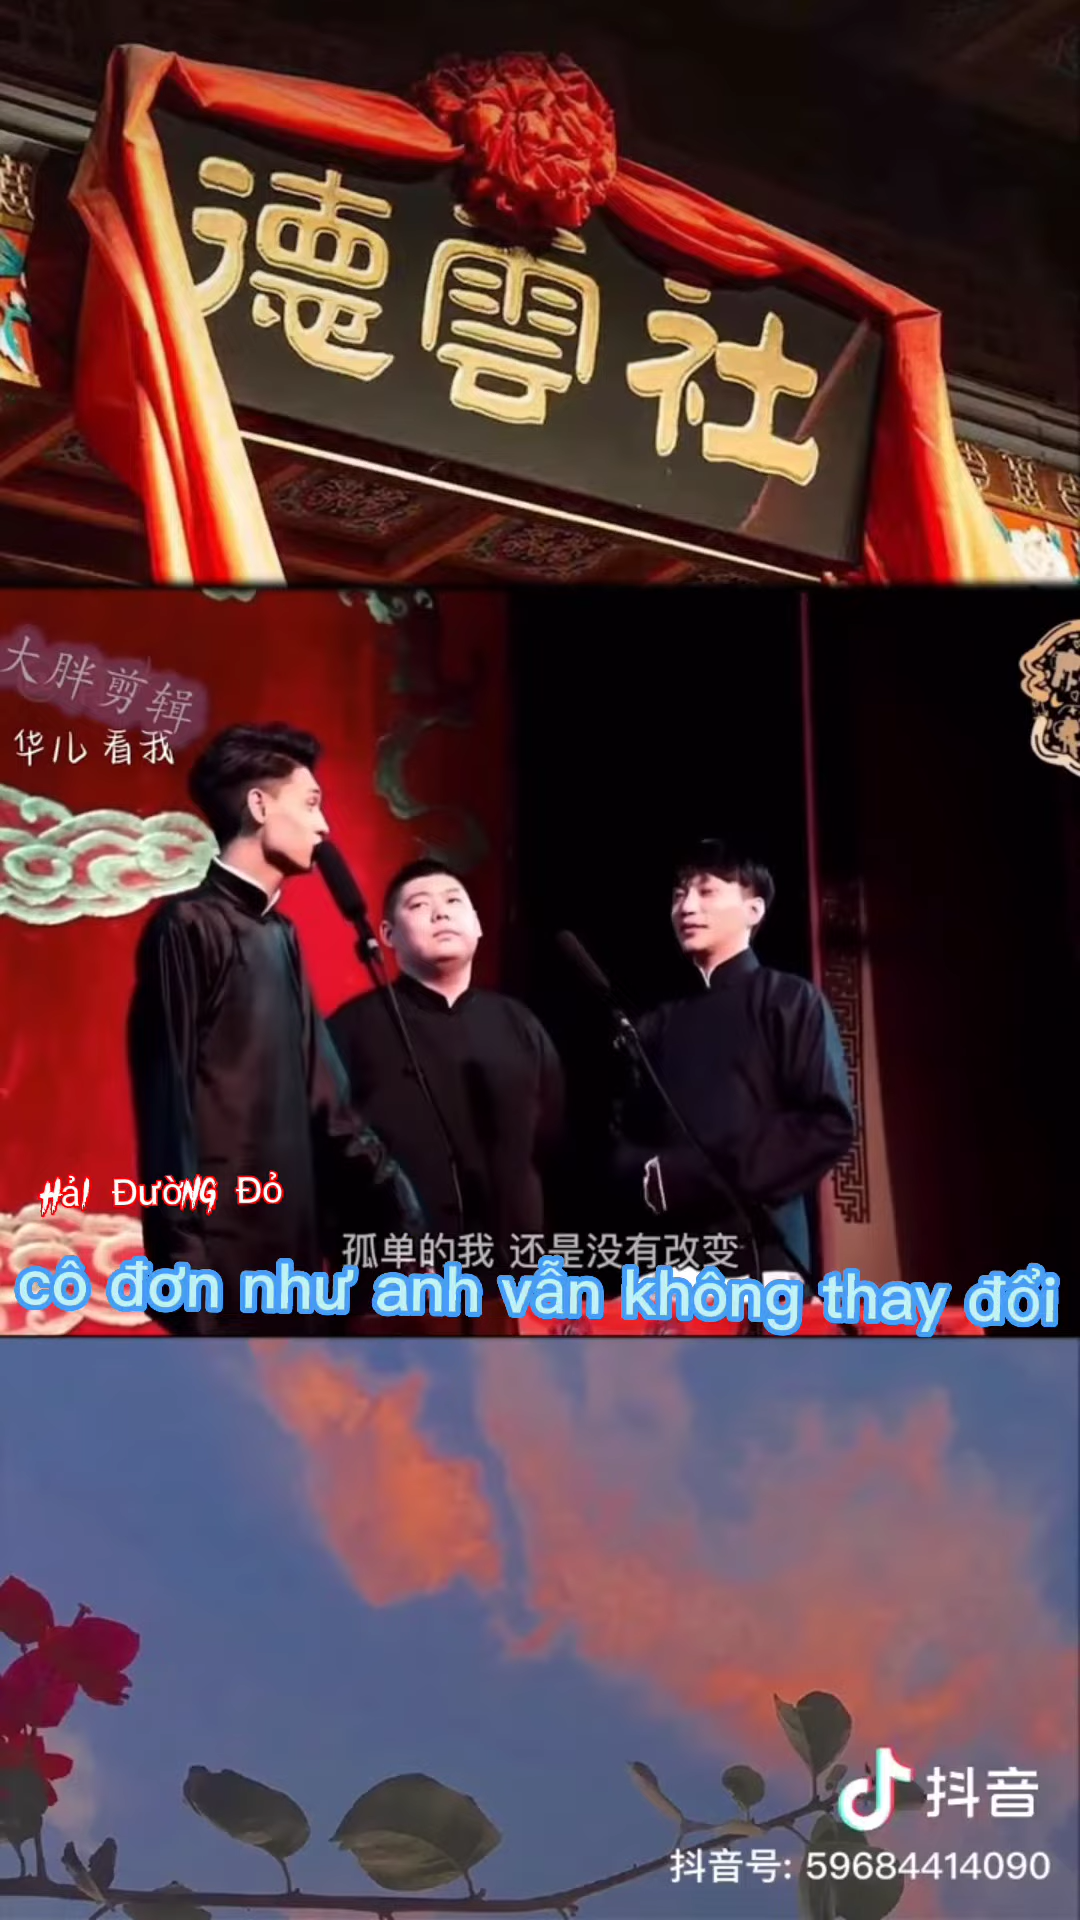 德雲社
大胖剪辑
华儿 看我
Hải Đường Đỏ
孤单的我 还是没有改变
cô đơn như anh vẫn không thay đổi
抖音
抖音号: 59684414090